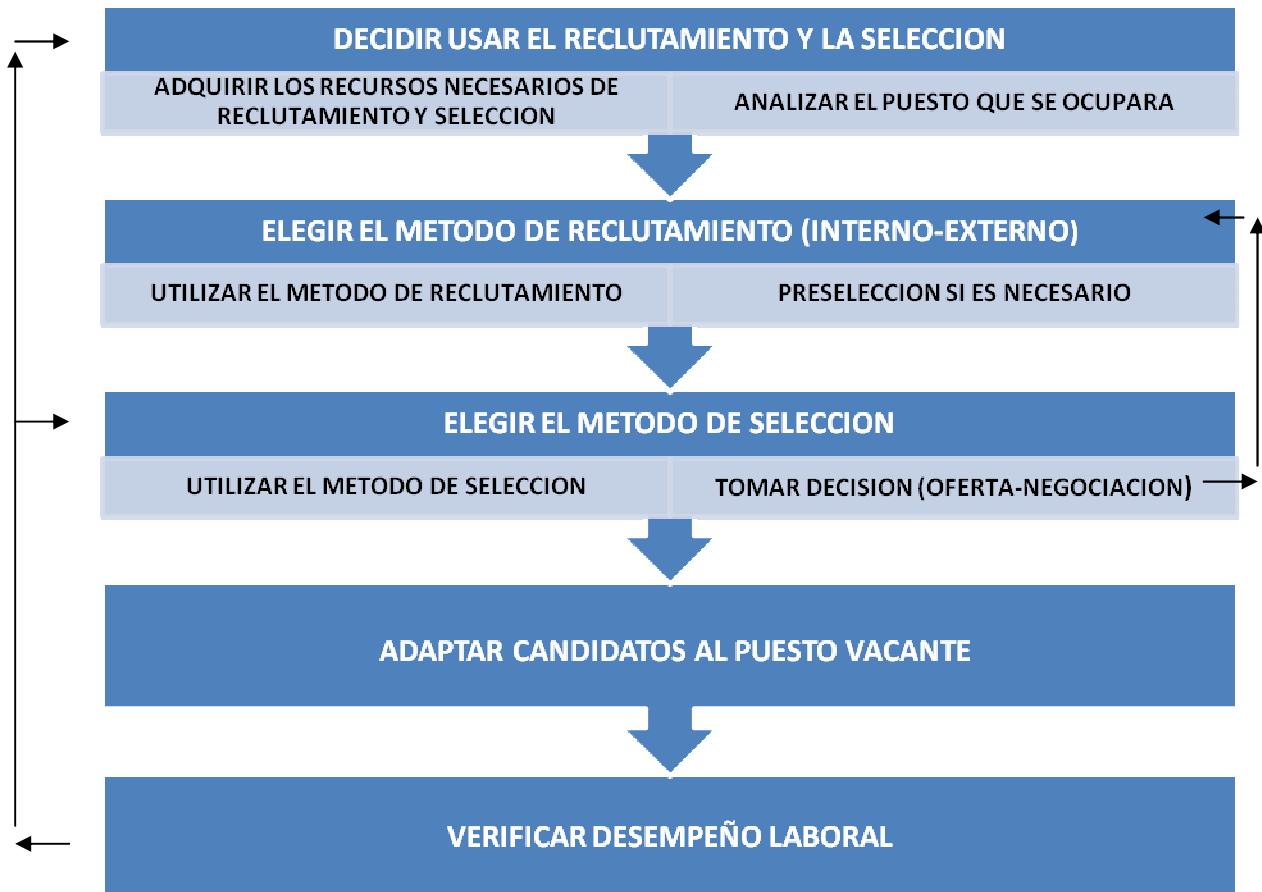 DECIDIR USAR EL RECLUTAMIENTO Y LA SELECCION
ADQUIRIR LOS RECURSOS NECESARIOS DE
RECLUTAMIENTO Y SELECCION
ANALIZAR EL PUESTO QUE SE OCUPARA
ELEGIR EL METODO DE RECLUTAMIENTO (INTERNO-EXTERNO)
UTILIZAR EL METODO DE RECLUTAMIENTO
PRESELECCION SI ES NECESARIO
ELEGIR EL METODO DE SELECCION
UTILIZAR EL METODO DE SELECCION
TOMAR DECISION (OFERTA-NEGOCIACION)
ADAPTAR CANDIDATOS AL PUESTO VACANTE
VERIFICAR DESEMPEÑO LABORAL